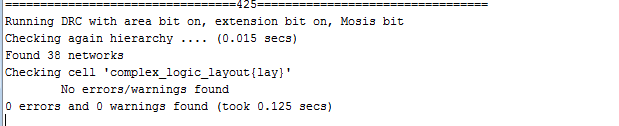 =================================425=================================
Running DRC with area bit on, extension bit on, Mosis bit
Checking again hierarchy .... (0.015 secs)
Found 38 networks
Checking cell 'complex_logic_layout{lay}'
No errors/warnings found
0 errors and 0 warnings found (took 0.125 secs)